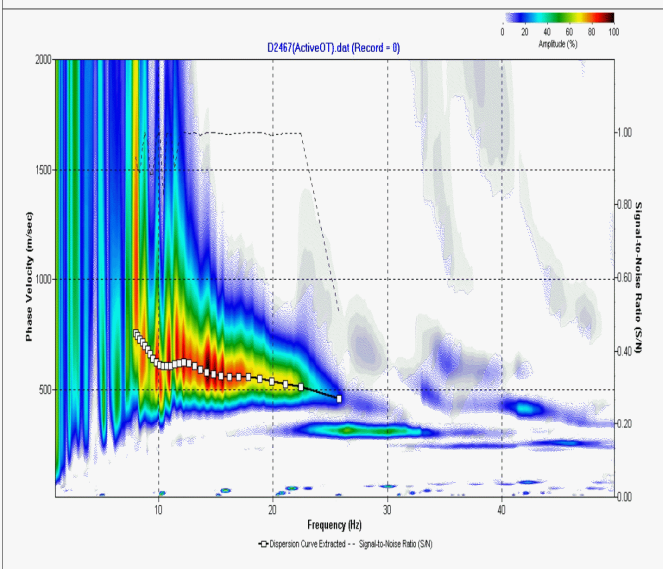 0 20 40 60 80 100
Amplitude (%)
D2467(ActiveOT).dat (Record = 0)
2000
1500
1000
500
Phase Velocity (m/sec)
1.00
0.80
0.60
0.40
0.20
0.00
Signal-to-Noise Ratio (S/N)
10 20 30 40
Frequency (Hz)
Dispersion Curve Extracted Signal-to-Noise Ratio (S/N)